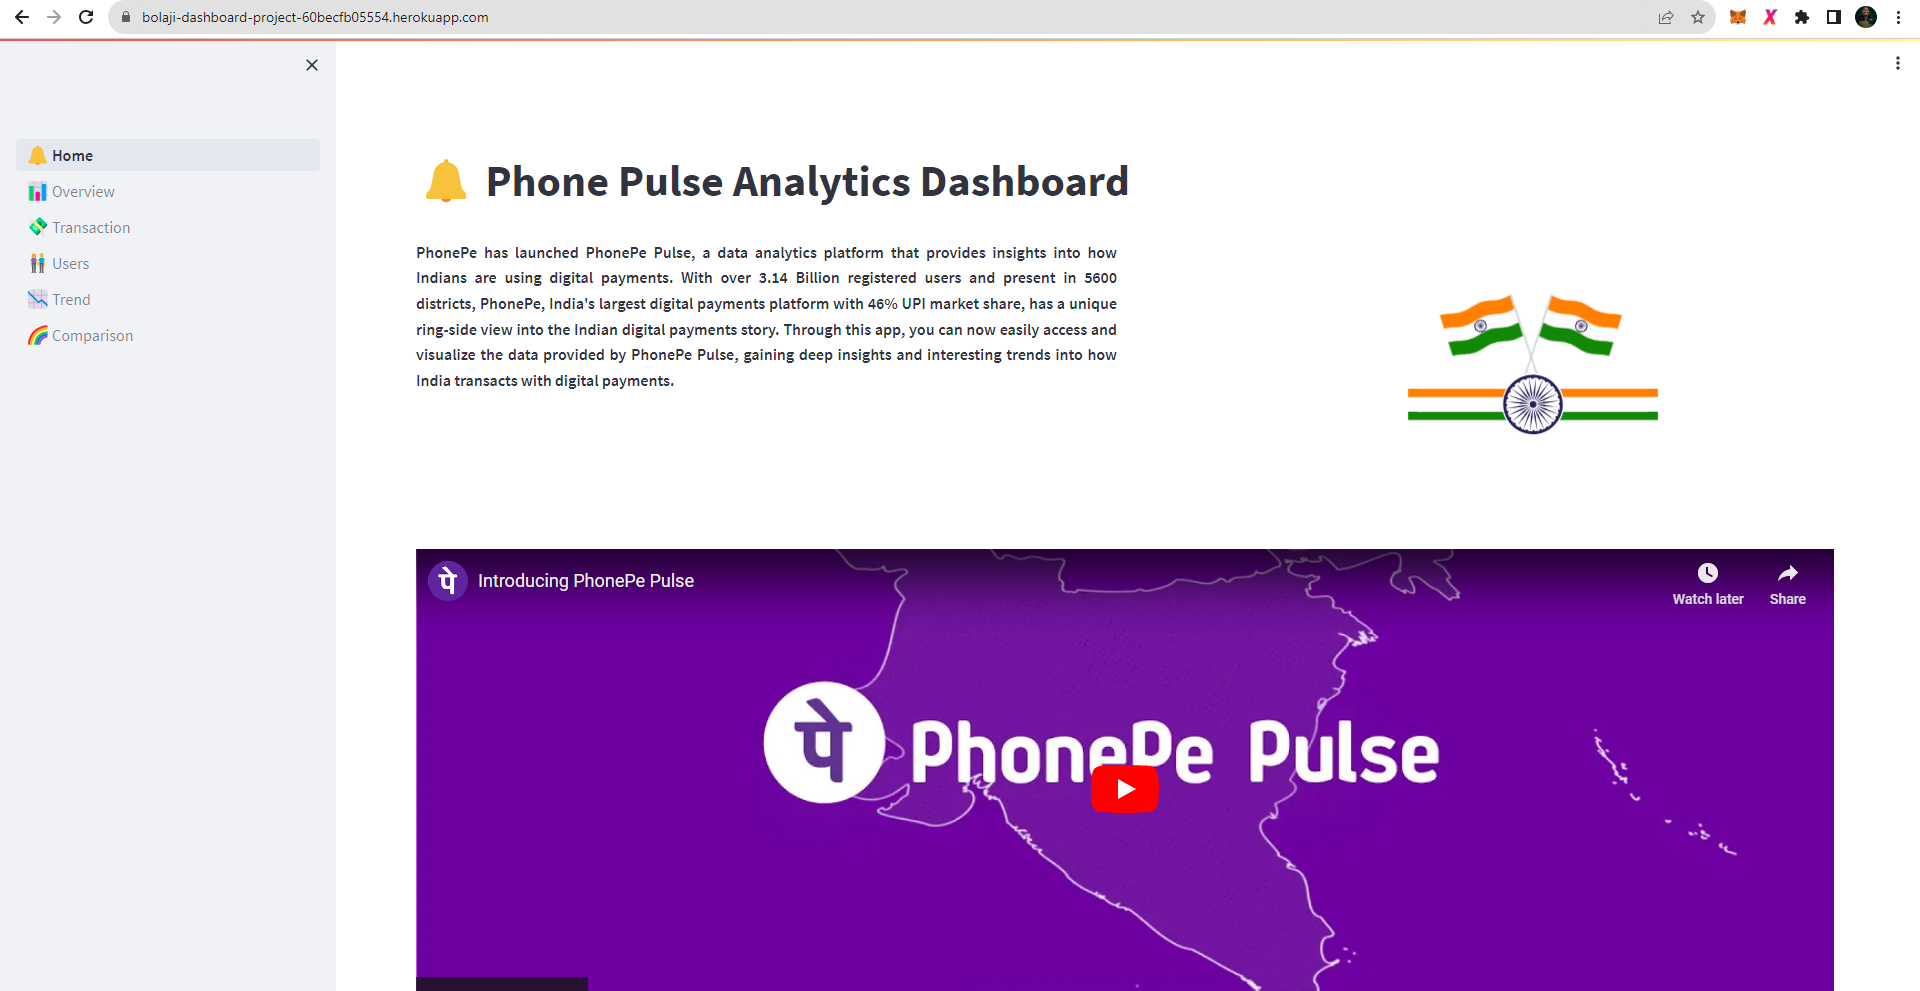 bolaji-dashboard-project-60becfb05554.herokuapp.com
Home
Overview
Transaction
Users
Trend
Comparison
Phone Pulse Analytics Dashboard
PhonePe has launched PhonePe Pulse, a data analytics platform that provides insights into how
Indians are using digital payments. With over 3.14 Billion registered users and present in 5600
districts, PhonePe, India's largest digital payments platform with 46% UPI market share, has a unique
ring-side view into the Indian digital payments story. Through this app, you can now easily access and
visualize the data provided by PhonePe Pulse, gaining deep insights and interesting trends into how
India transacts with digital payments.
पे
Introducing PhonePe Pulse
Watch later
Share
पे PhonePe Pulse